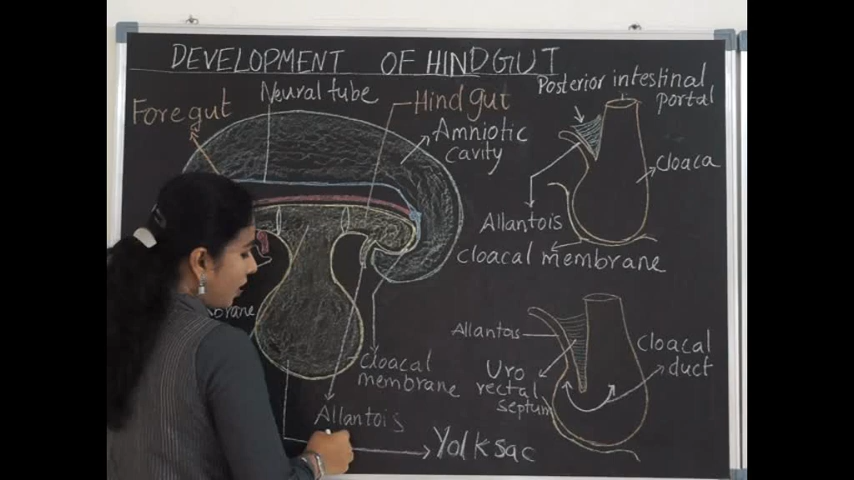 DEVELOPMENT OF HINDGUT
Fore gut
Neural tube
Hind gut
Amniotic
cavity
Posterior intestinal
portal
Cloaca
Allantois
Cloacal membrane
Cloacal
membrane
Allantois
Yolk sac
Allantois
Uro
rectal
septum
Cloacal
duct